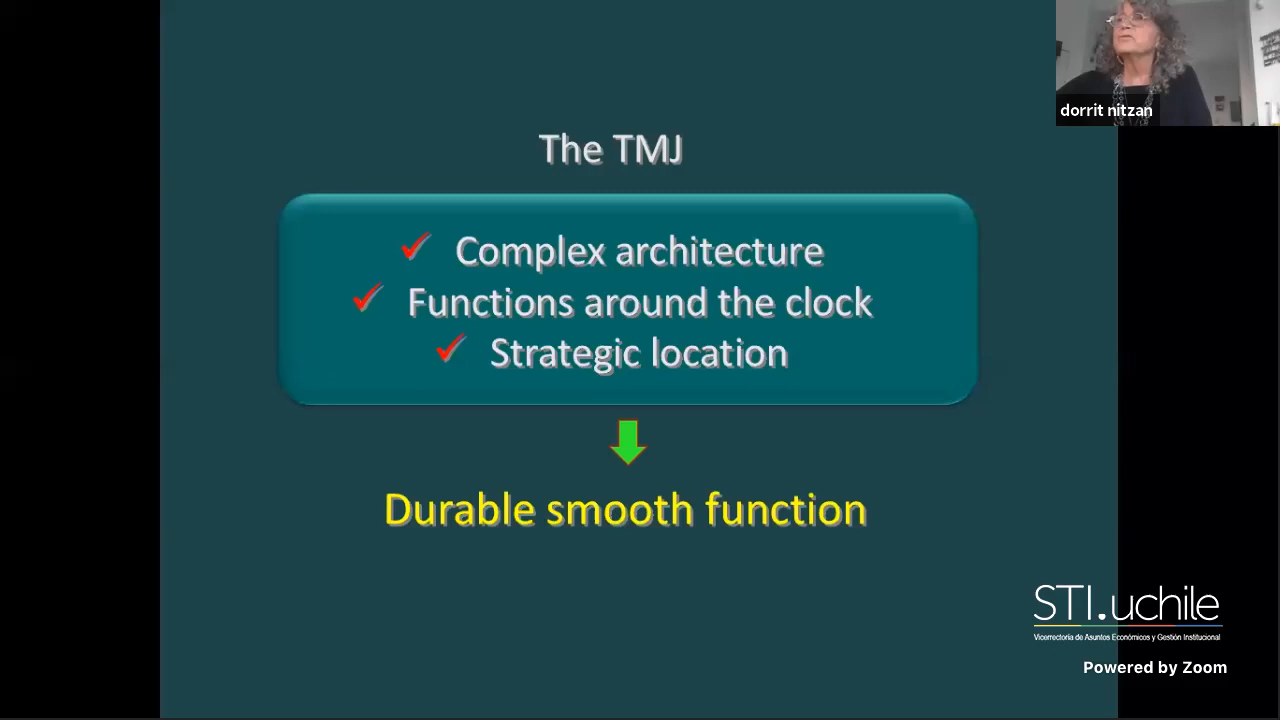 dorrit nitzan
The TMJ
Complex architecture
Functions around the clock
Strategic location
Durable smooth function
STI.uchile
Vicerrectoría de Asuntos Económicos y Gestión Institucional
Powered by Zoom